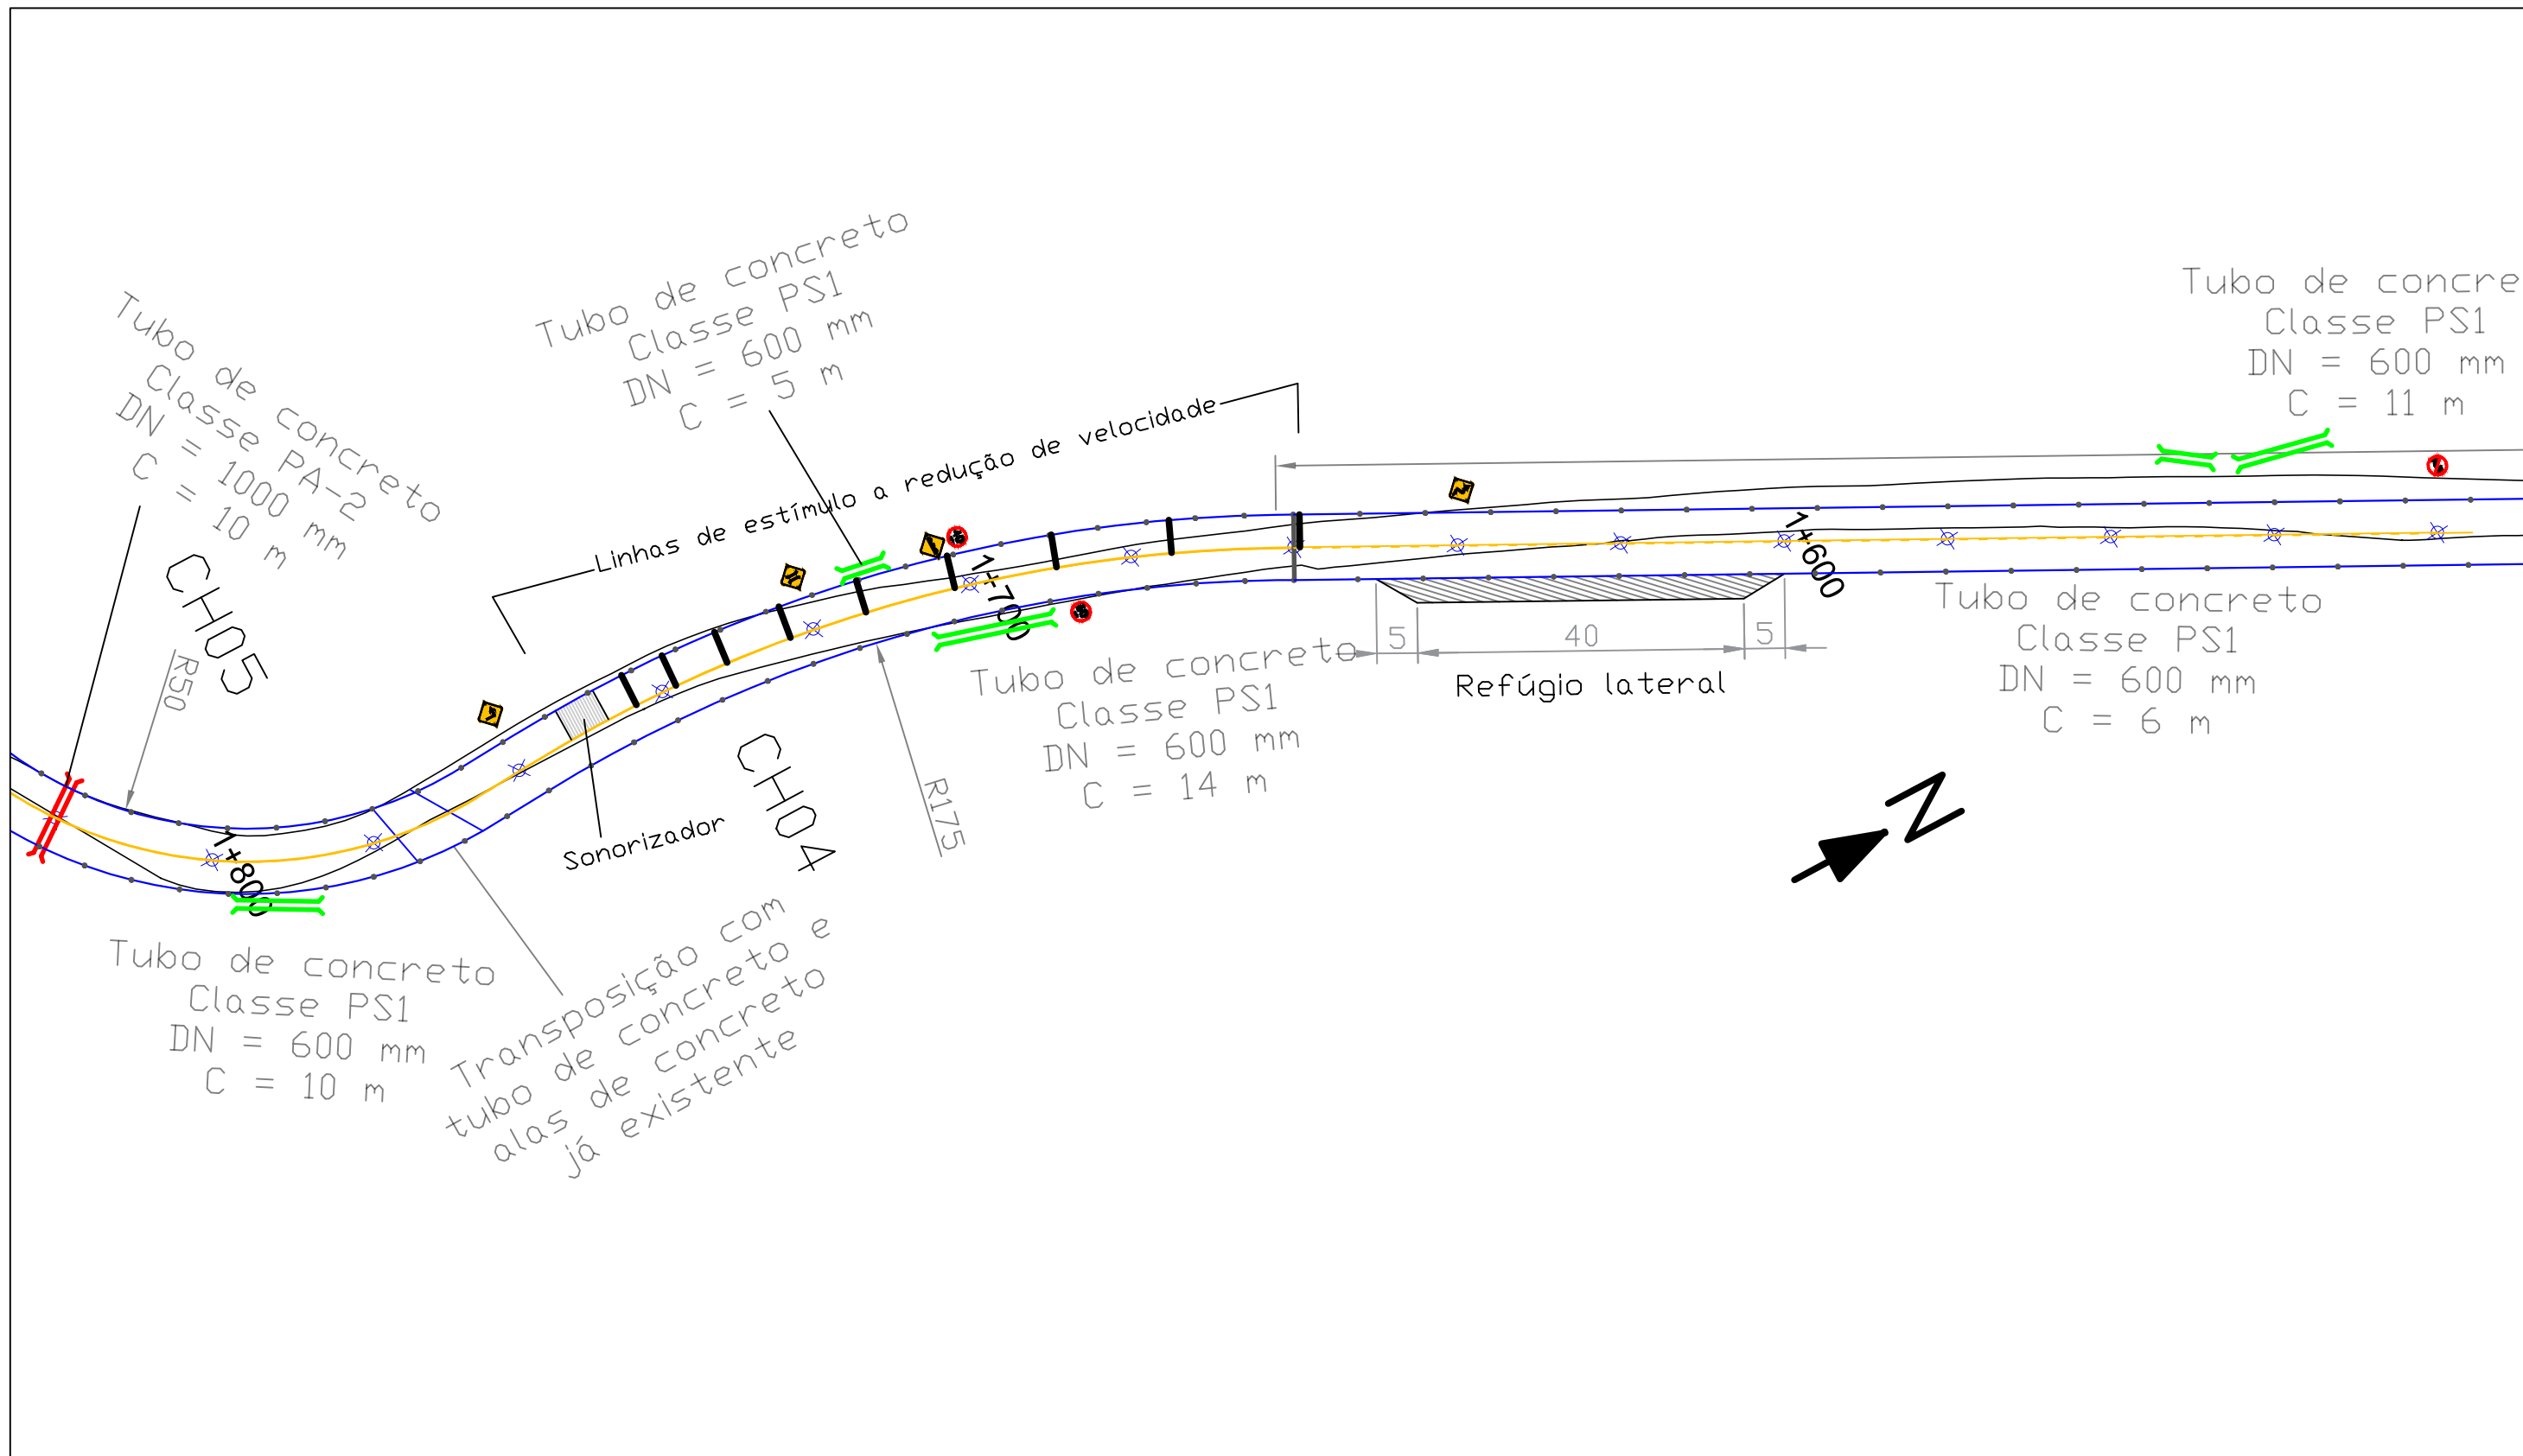 Tubo de concreto
Classe PA-2
DN = 1000 mm
C = 10 m
CH05
R50
Tubo de concreto
Classe PS1
DN = 600 mm
C = 5 m
Linhas de estímulo a redução de velocidade
Tubo de concre
Classe PS1
DN = 600 mm
C = 11 m
1+600
1+700
1+800
5
40
5
Refúgio lateral
Tubo de concreto
Classe PS1
DN = 600 mm
C = 14 m
Tubo de concreto
Classe PS1
DN = 600 mm
C = 6 m
CH04
R175
Sonorizador
N
Tubo de concreto
Classe PS1
DN = 600 mm
C = 10 m
Transposição com
tubo de concreto e
alas de concreto
já existente